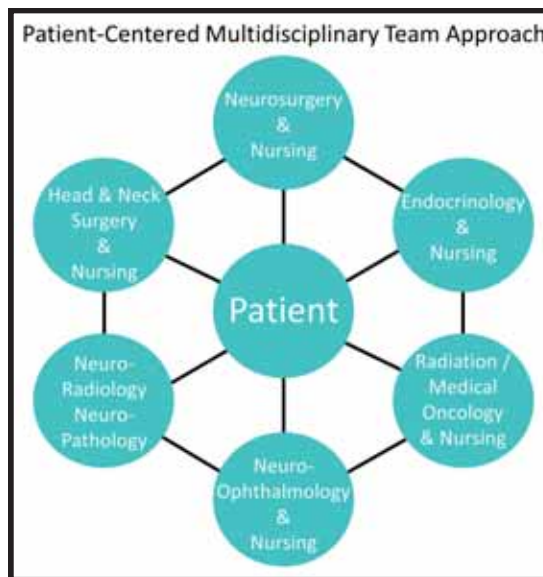 Patient-Centered Multidisciplinary Team Approach
Neurosurgery
&
Nursing
Head & Neck
Surgery
&
Nursing
Endocrinology
&
Nursing
Patient
Neuro-
Radiology
Neuro-
Pathology
Radiation /
Medical
Oncology
& Nursing
Neuro-
Ophthalmology
&
Nursing